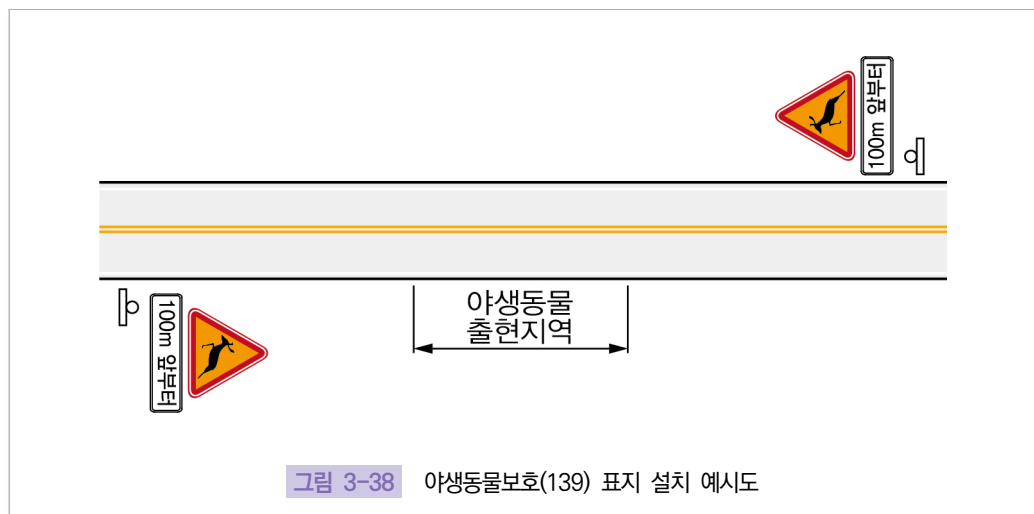 100m 앞부터
야생동물
출현지역
100m 앞부터
그림 3-38 야생동물보호(139) 표지 설치 예시도